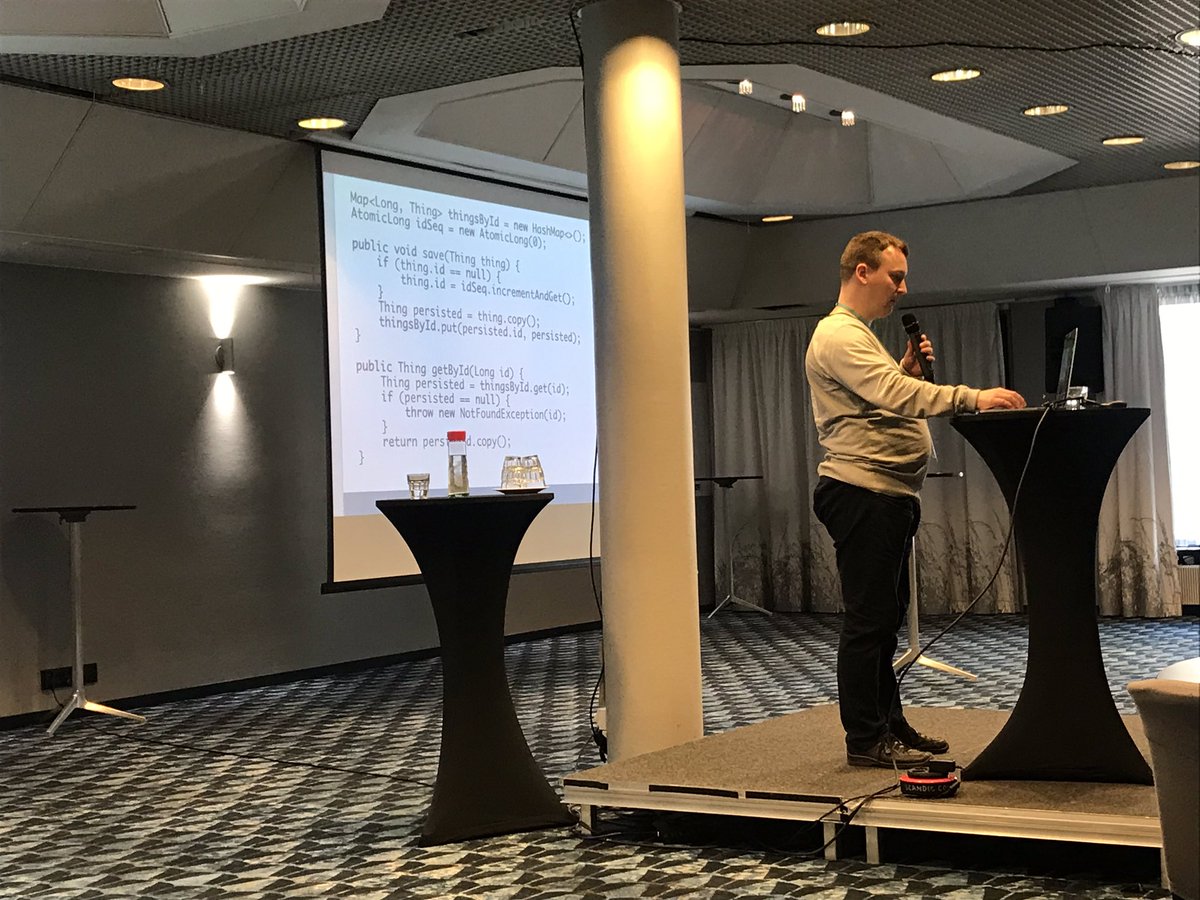 Map<Long, Thing> thingsById = new HashMap<>();
AtomicLong idSeq = new AtomicLong(0);
public void save(Thing thing) {
if (thing.id == null) {
thing.id = idSeq.incrementAndGet();
}
Thing persisted = thing.copy();
thingsById.put(persisted.id, persisted);
}
public Thing getById(Long id) {
Thing persisted = thingsById.get(id);
if (persisted == null) {
throw new NotFoundException(id);
}
return persisted.copy();
}